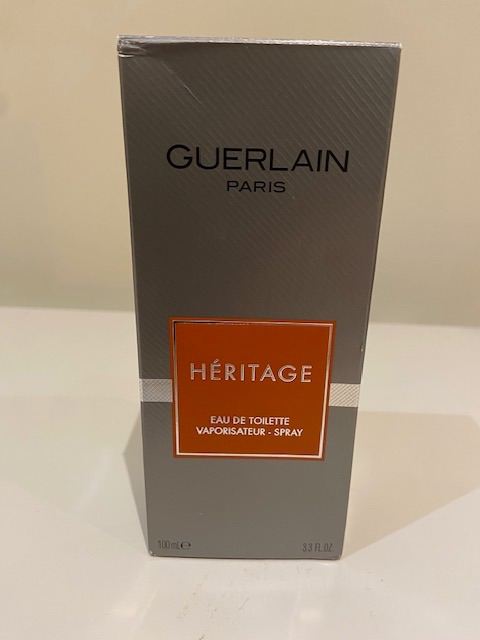 GUERLAIN
PARIS
HÉRITAGE
EAU DE TOILETTE
VAPORISATEUR - SPRAY
100 ml e 3.3 FL.OZ.